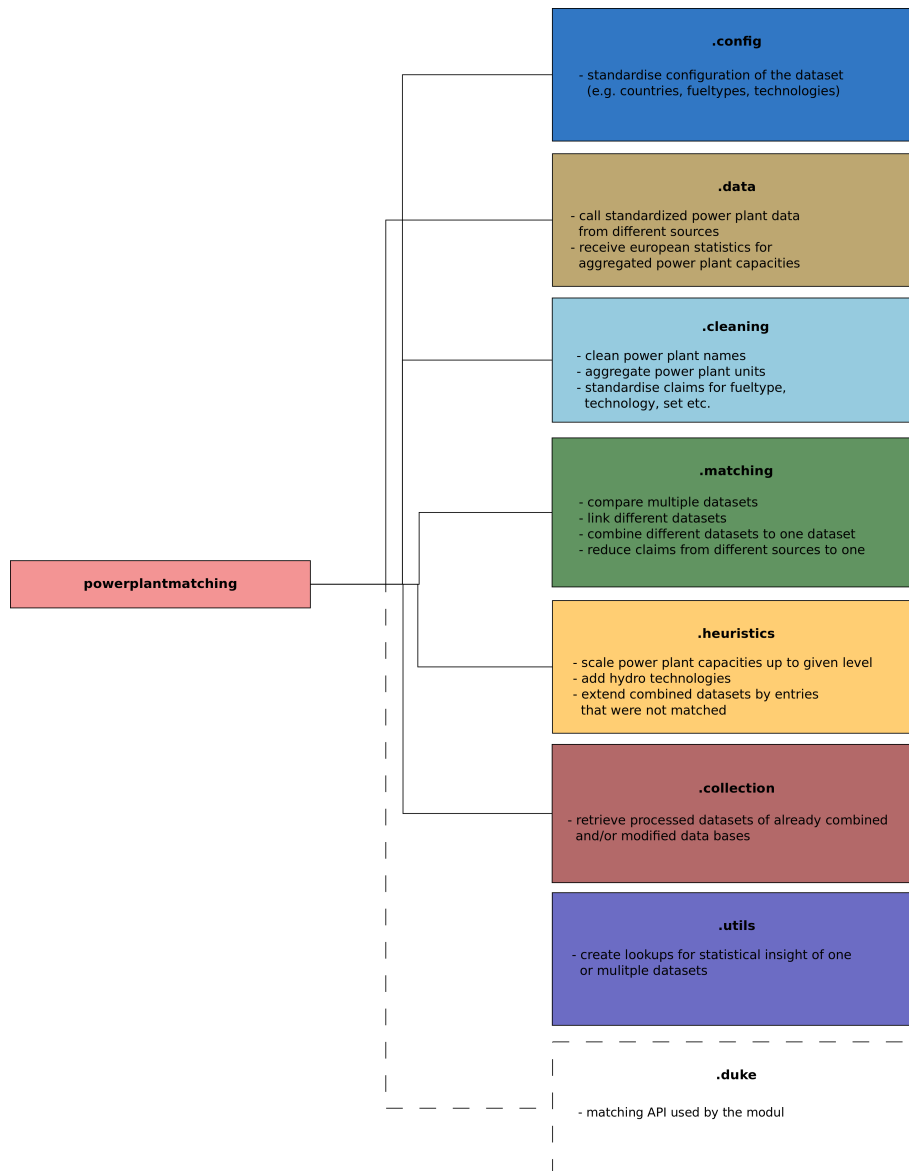 .config
- standardise configuration of the dataset
(e.g. countries, fueltypes, technologies)
.data
- call standardized power plant data
from different sources
- receive european statistics for
aggregated power plant capacities
.cleaning
- clean power plant names
- aggregate power plant units
- standardise claims for fueltype,
technology, set etc.
.matching
- compare multiple datasets
- link different datasets
- combine different datasets to one dataset
- reduce claims from different sources to one
powerplantmatching
.heuristics
- scale power plant capacities up to given level
- add hydro technologies
- extend combined datasets by entries
that were not matched
.collection
- retrieve processed datasets of already combined
and/or modified data bases
.utils
- create lookups for statistical insight of one
or mulitple datasets
.duke
- matching API used by the modul